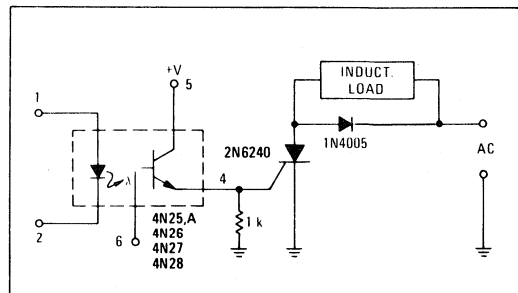 INDUCT.
LOAD
+V
5
1
1N4005
2N6240
AC
λ
4
2
6
4N25,A
4N26
4N27
4N28
1 k